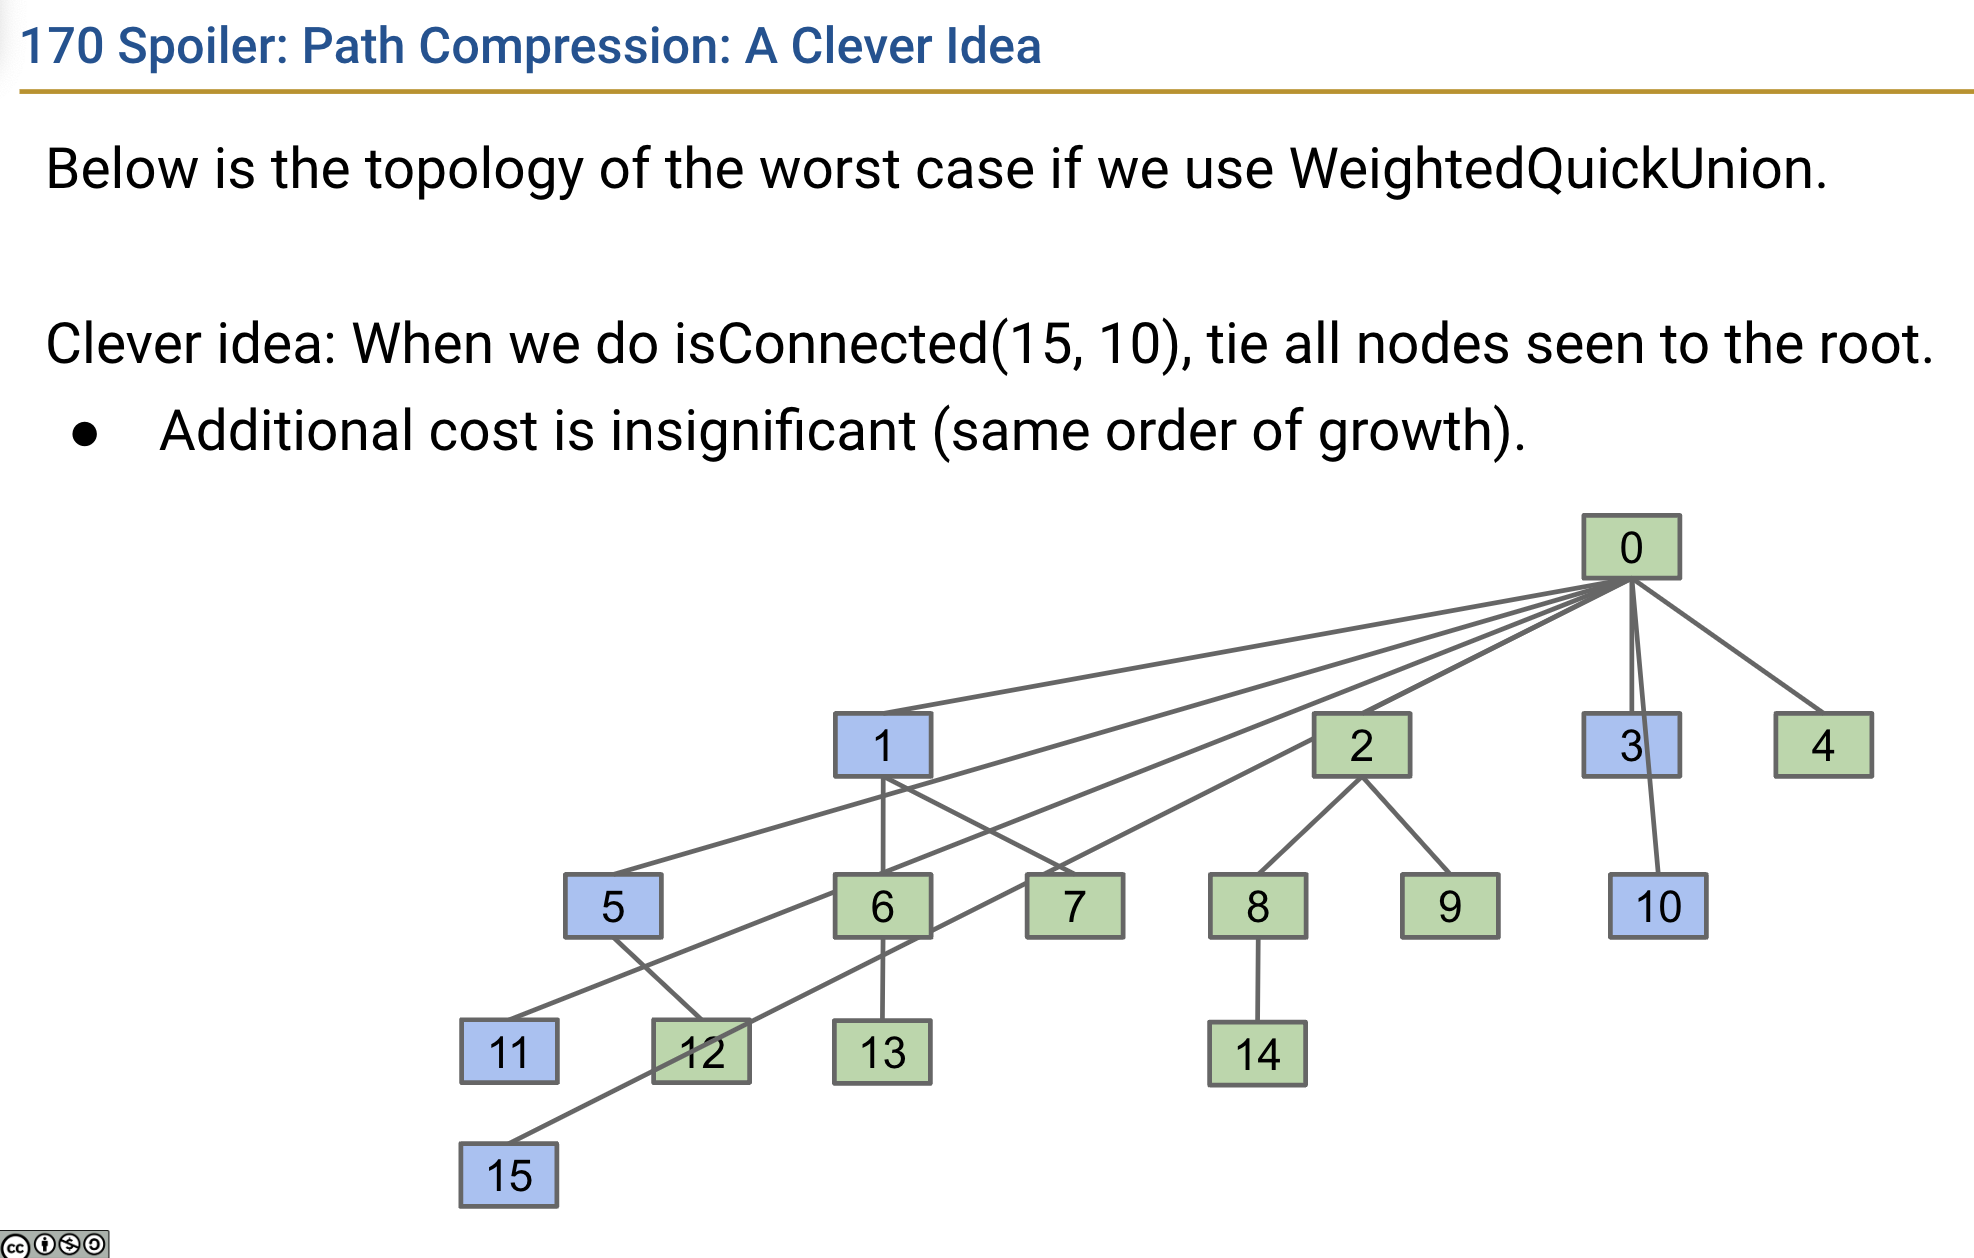 170 Spoiler: Path Compression: A Clever Idea
Below is the topology of the worst case if we use WeightedQuickUnion.
Clever idea: When we do isConnected(15, 10), tie all nodes seen to the root.
● Additional cost is insignificant (same order of growth).
0
1 2 3 4
5 6 7 8 9 10
11 12 13 14
15
cc